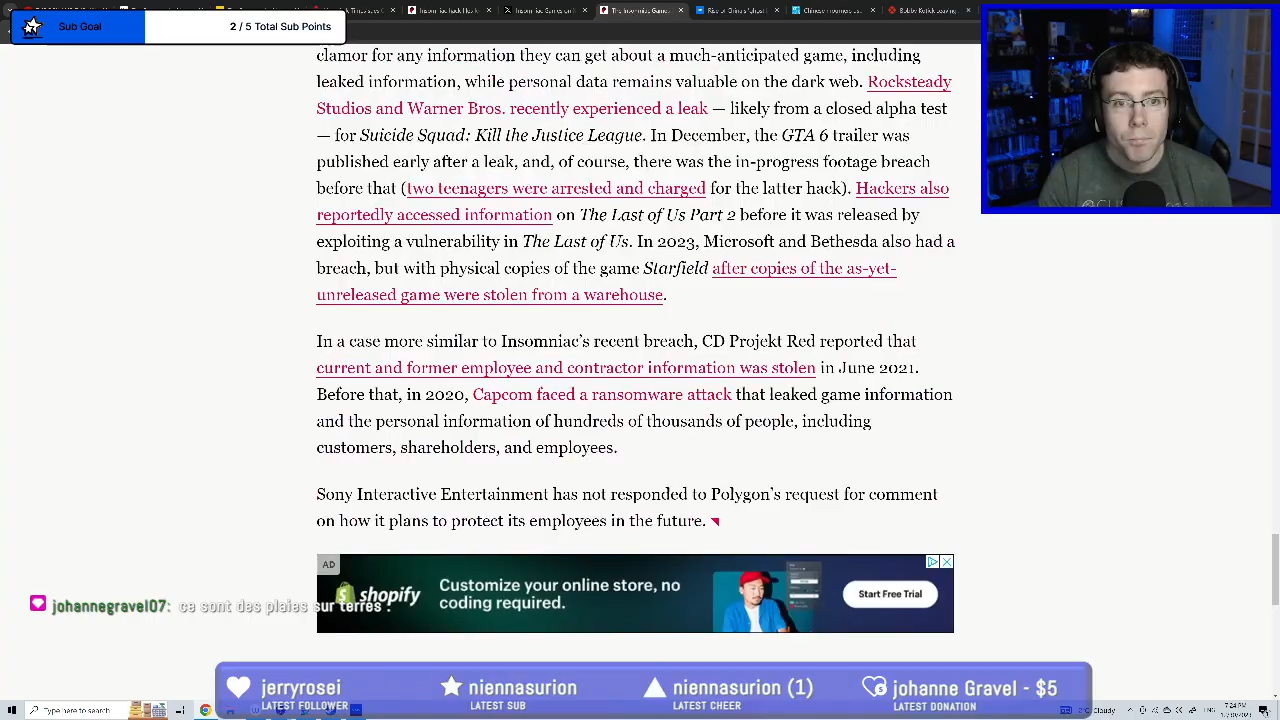 Sub Goal
2 / 5 Total Sub Points
clamor for any information they can get about a much-anticipated game, including
leaked information, while personal data remains valuable on the dark web. Rocksteady
Studios and Warner Bros. recently experienced a leak — likely from a closed alpha test
— for Suicide Squad: Kill the Justice League. In December, the GTA 6 trailer was
published early after a leak, and, of course, there was the in-progress footage breach
before that (two teenagers were arrested and charged for the latter hack). Hackers also
reportedly accessed information on The Last of Us Part 2 before it was released by
exploiting a vulnerability in The Last of Us. In 2023, Microsoft and Bethesda also had a
breach, but with physical copies of the game Starfield after copies of the as-yet-
unreleased game were stolen from a warehouse.
In a case more similar to Insomniac’s recent breach, CD Projekt Red reported that
current and former employee and contractor information was stolen in June 2021.
Before that, in 2020, Capcom faced a ransomware attack that leaked game information
and the personal information of hundreds of thousands of people, including
customers, shareholders, and employees.
Sony Interactive Entertainment has not responded to Polygon’s request for comment
on how it plans to protect its employees in the future.
AD
shopify
Customize your online store, no
coding required.
Start Free Trial
johannegravel07: ce sont des plaies sur terres !
jerryrosei
LATEST FOLLOWER
niennasurion
LATEST SUB
niennasurion (1)
LATEST CHEER
johanne Gravel - $5
LATEST DONATION
Type here to search